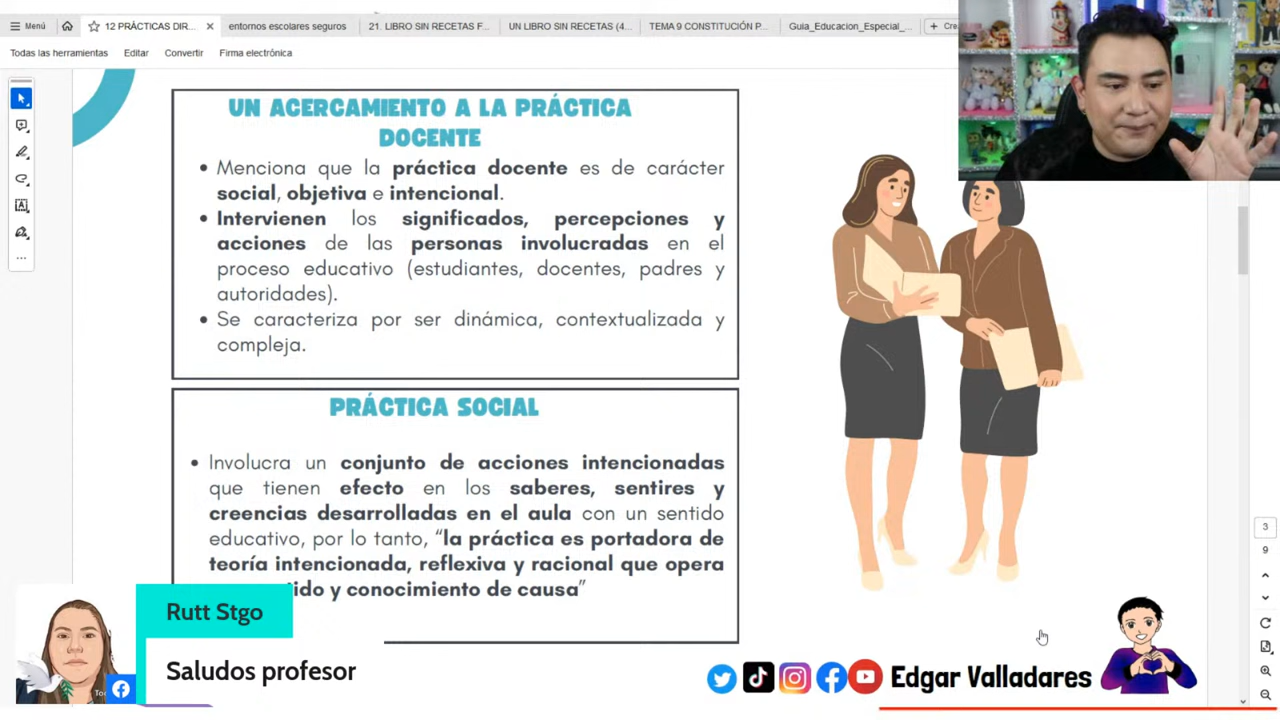 Menú
12 PRÁCTICAS DIR...
entornos escolares seguros
21. LIBRO SIN RECETAS F...
UN LIBRO SIN RECETAS (4...
TEMA 9 CONSTITUCIÓN P...
Guia_Educacion_Especial_...
Todas las herramientas Editar Convertir Firma electrónica
UN ACERCAMIENTO A LA PRÁCTICA
DOCENTE
• Menciona que la práctica docente es de carácter
social, objetiva e intencional.
• Intervienen los significados, percepciones y
acciones de las personas involucradas en el
proceso educativo (estudiantes, docentes, padres y
autoridades).
• Se caracteriza por ser dinámica, contextualizada y
compleja.
PRÁCTICA SOCIAL
• Involucra un conjunto de acciones intencionadas
que tienen efecto en los saberes, sentires y
creencias desarrolladas en el aula con un sentido
educativo, por lo tanto, “la práctica es portadora de
teoría intencionada, reflexiva y racional que opera
y conocimiento de causa”
3
9
Rutt Stgo
Saludos profesor
Edgar Valladares